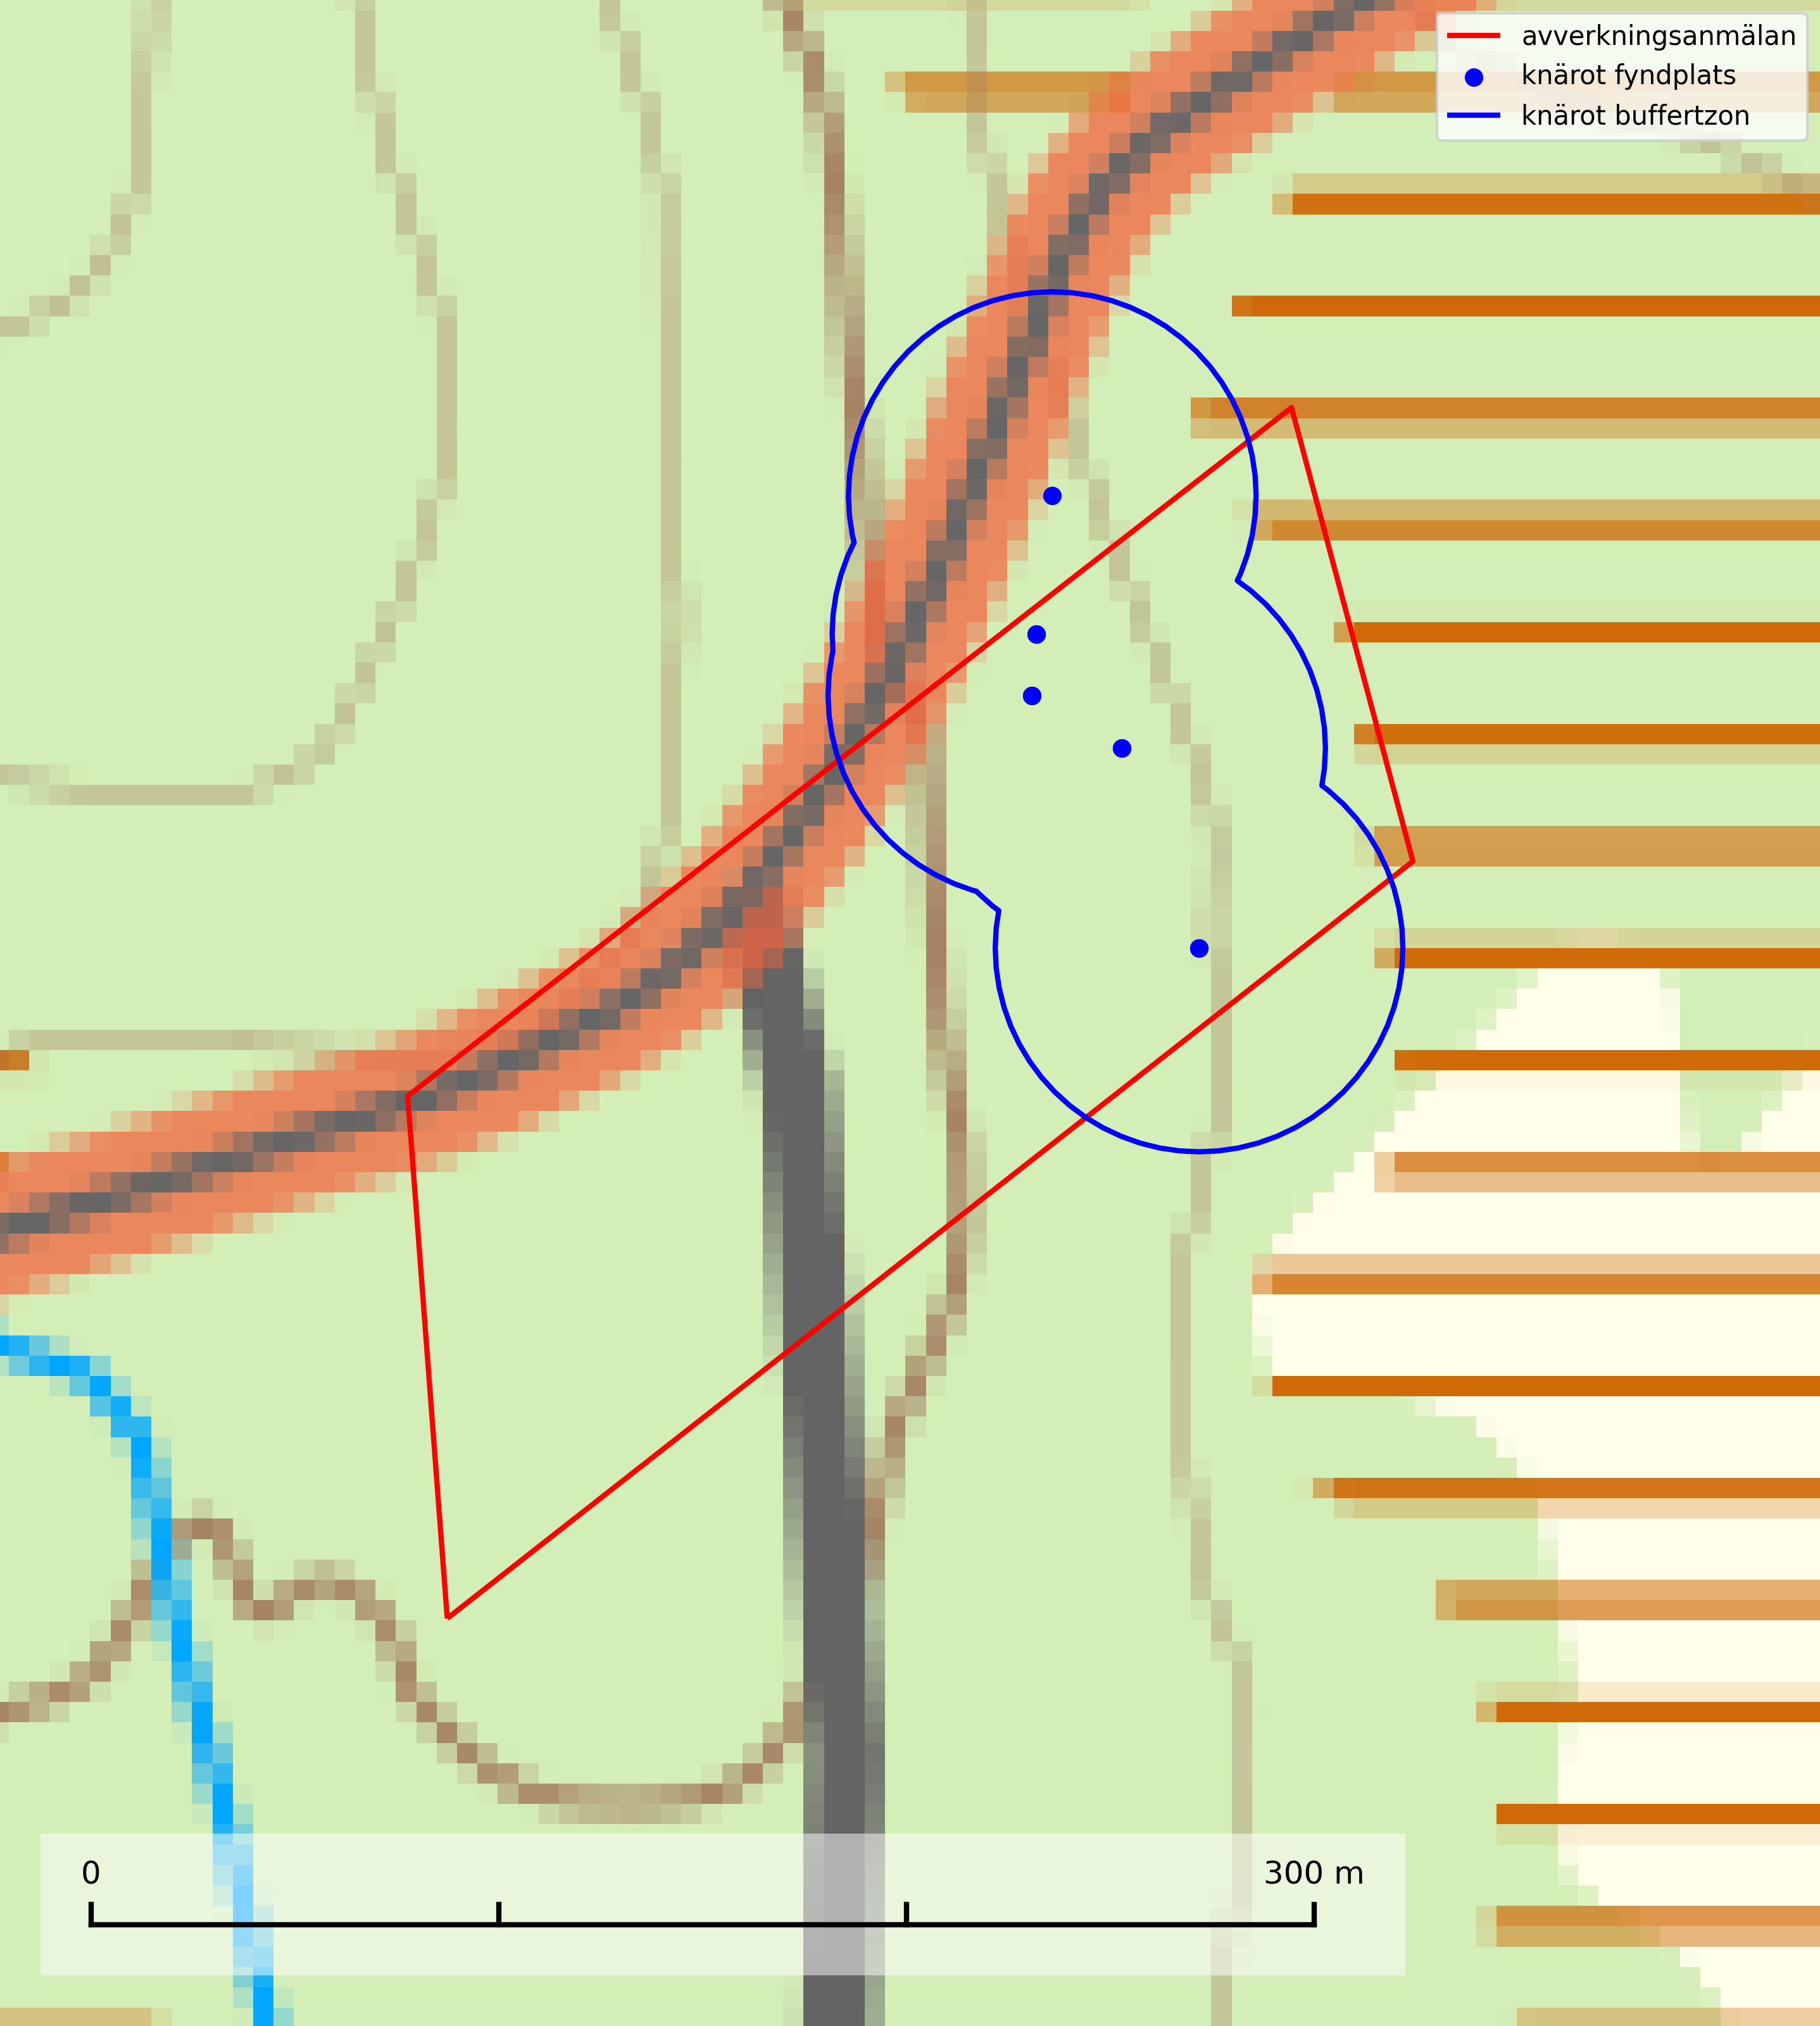 avverkningsanmälan
knärot fyndplats
knärot buffertzon
0
300 m